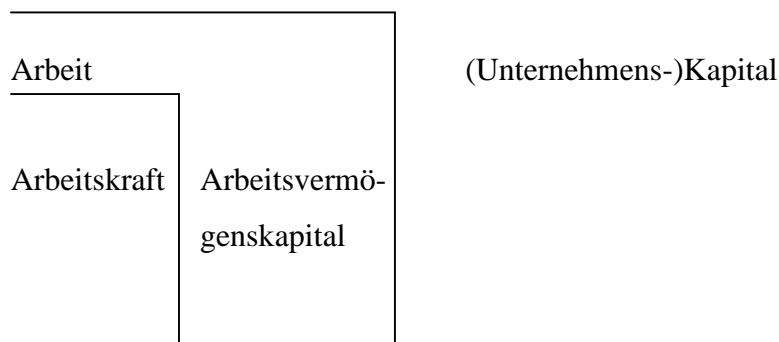 Arbeit (Unternehmens-)Kapital
Arbeitskraft Arbeitsvermö-
genskapital